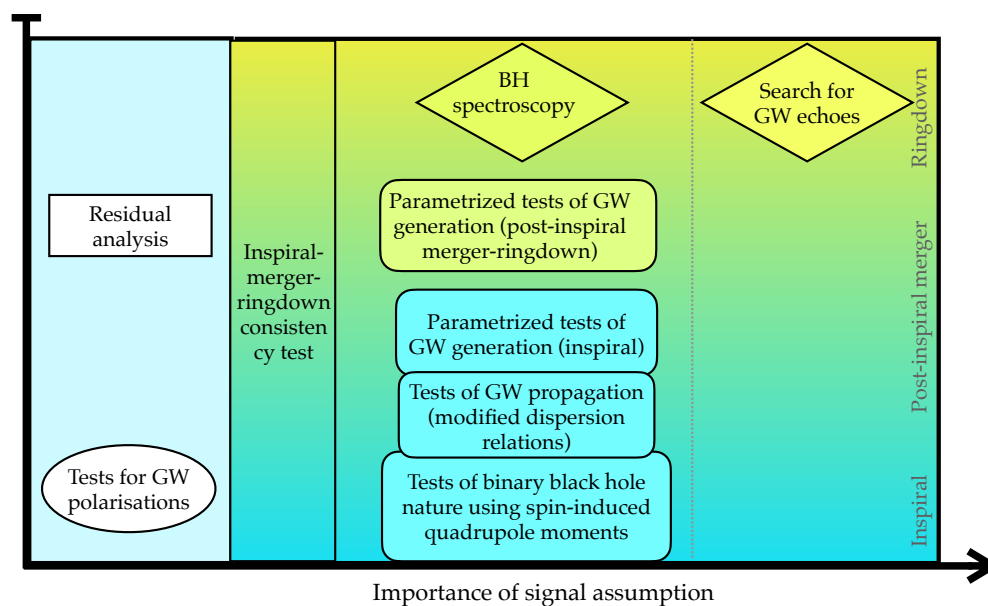 BH
spectroscopy
Search for
GW echoes
Ringdown
Residual
analysis
Parametrized tests of GW
generation (post-inspiral
merger-ringdown)
Inspiral-
merger-
ringdown
consisten
cy test
Post-inspiral merger
Parametrized tests of
GW generation (inspiral)
Tests of GW propagation
(modified dispersion
relations)
Tests for GW
polarisations
Tests of binary black hole
nature using spin-induced
quadrupole moments
Inspiral
Importance of signal assumption